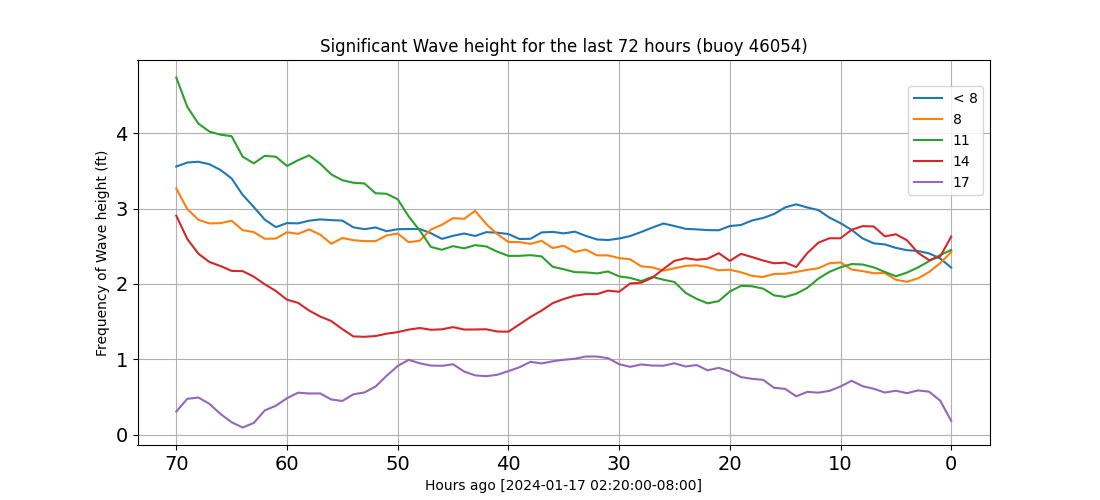 Significant Wave height for the last 72 hours (buoy 46054)
Frequency of Wave height (ft)
4
3
2
1
0
< 8
8
11
14
17
70 60 50 40 30 20 10 0
Hours ago [2024-01-17 02:20:00-08:00]